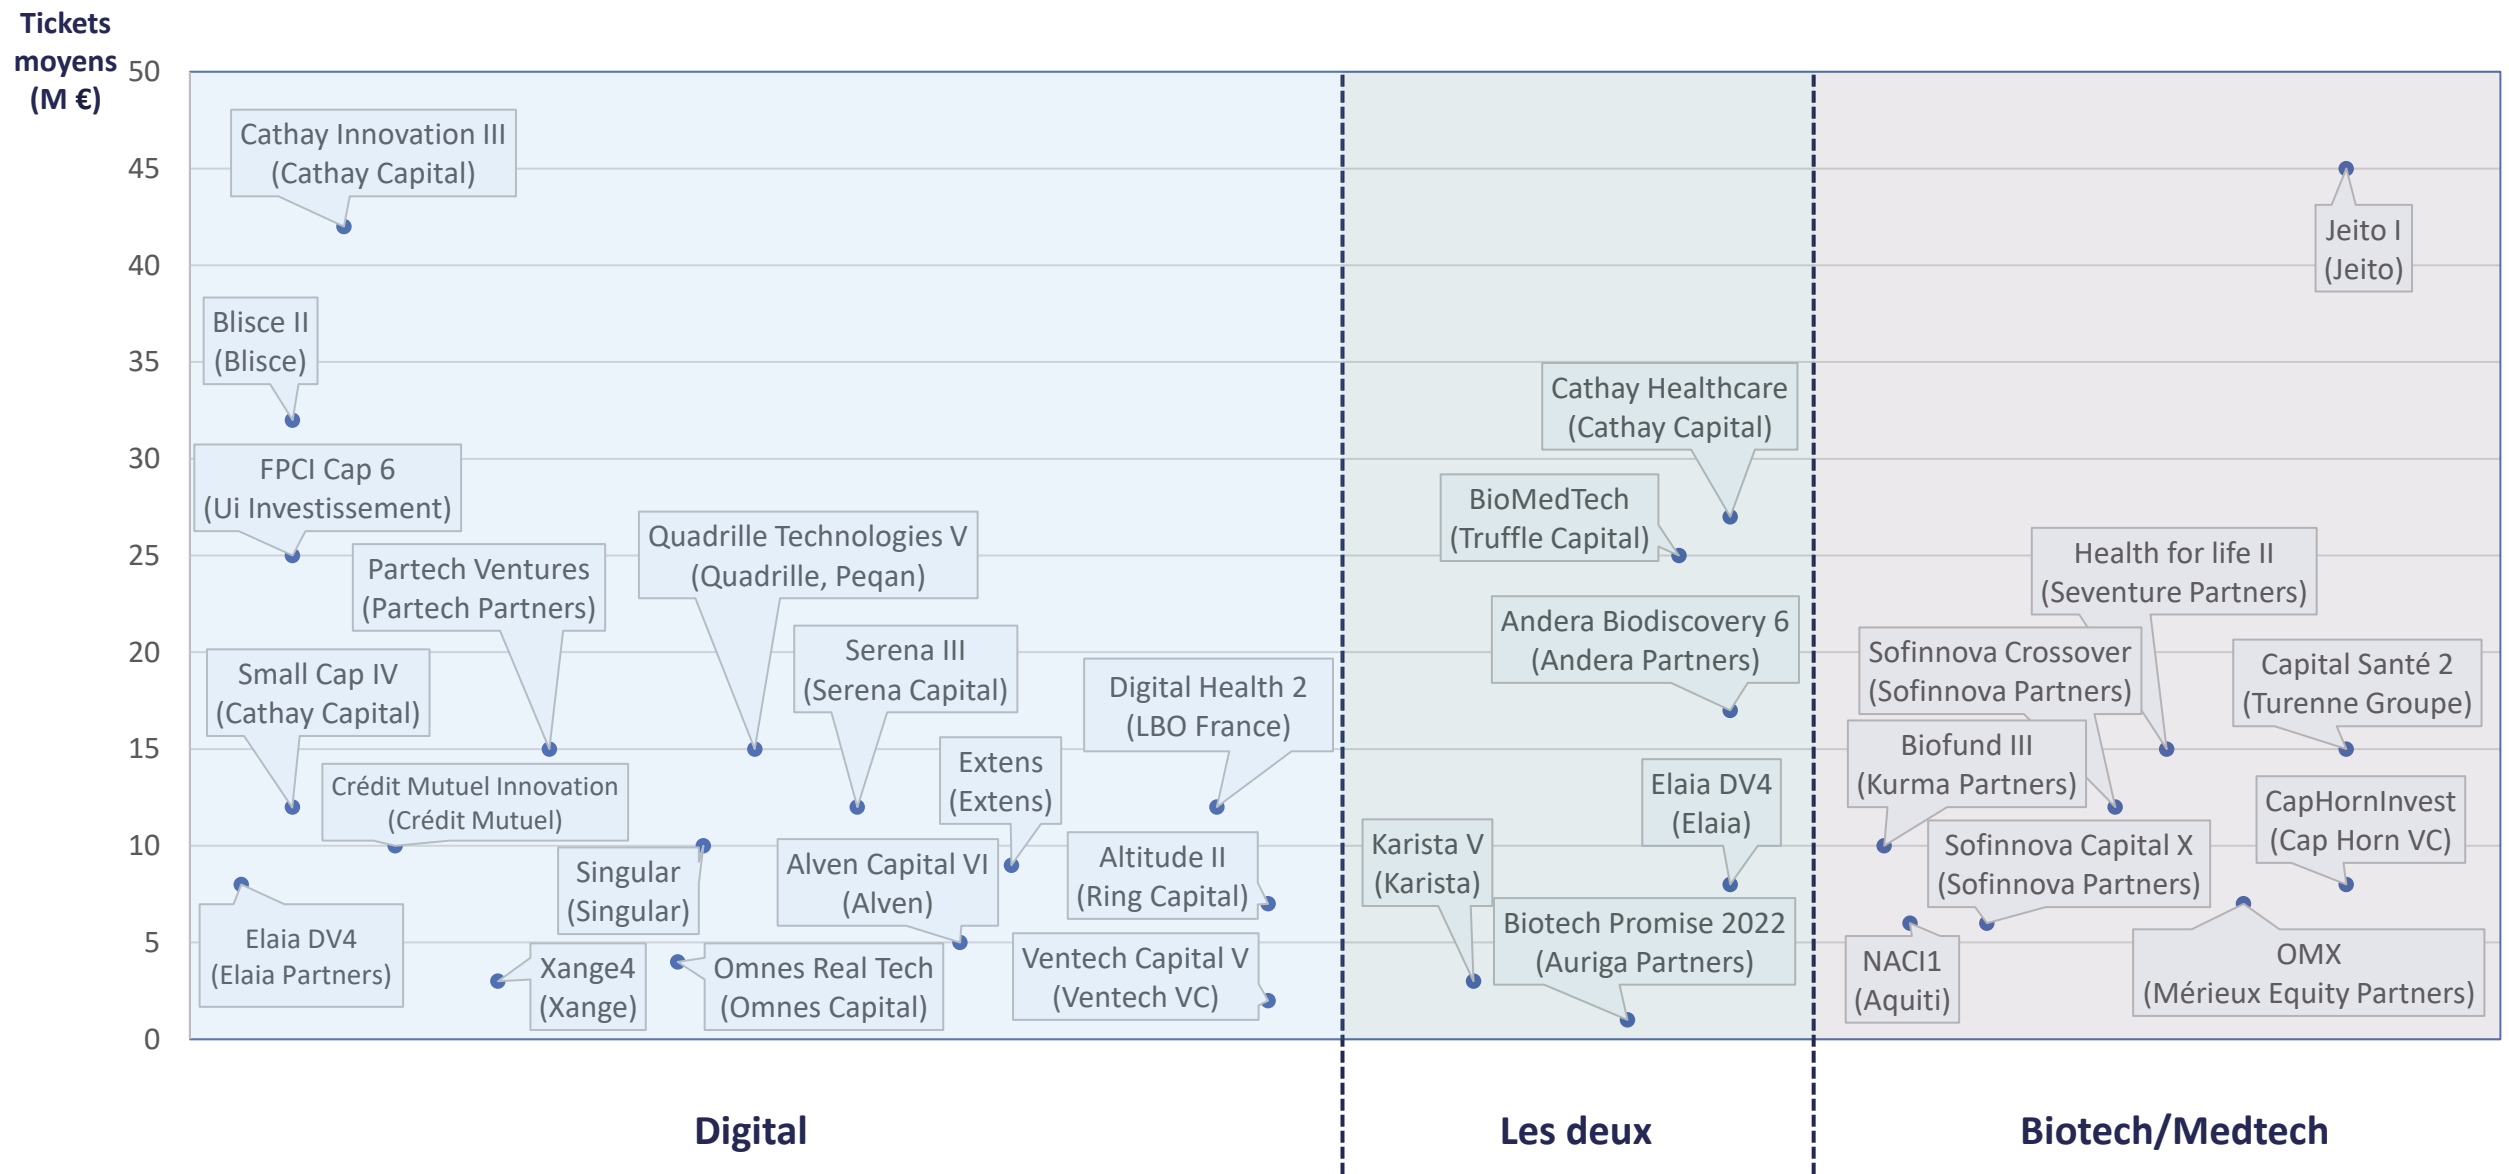 Tickets
moyens
(M €)
50
45
40
35
30
25
20
15
10
5
0
Cathay Innovation III
(Cathay Capital)
Blisce II
(Blisce)
FPCI Cap 6
(Ui Investissement)
Partech Ventures
(Partech Partners)
Quadrille Technologies V
(Quadrille, Peqan)
Small Cap IV
(Cathay Capital)
Serena III
(Serena Capital)
Digital Health 2
(LBO France)
Extens
(Extens)
Crédit Mutuel Innovation
(Crédit Mutuel)
Singular
(Singular)
Alven Capital VI
(Alven)
Altitude II
(Ring Capital)
Elaia DV4
(Elaia Partners)
Xange4
(Xange)
Omnes Real Tech
(Omnes Capital)
Ventech Capital V
(Ventech VC)
Cathay Healthcare
(Cathay Capital)
BioMedTech
(Truffle Capital)
Andera Biodiscovery 6
(Andera Partners)
Elaia DV4
(Elaia)
Karista V
(Karista)
Biotech Promise 2022
(Auriga Partners)
Jeito I
(Jeito)
Health for life II
(Seventure Partners)
Sofinnova Crossover
(Sofinnova Partners)
Capital Santé 2
(Turenne Groupe)
Biofund III
(Kurma Partners)
CapHornInvest
(Cap Horn VC)
Sofinnova Capital X
(Sofinnova Partners)
NACI1
(Aquiti)
OMX
(Mérieux Equity Partners)
Digital
Les deux
Biotech/Medtech